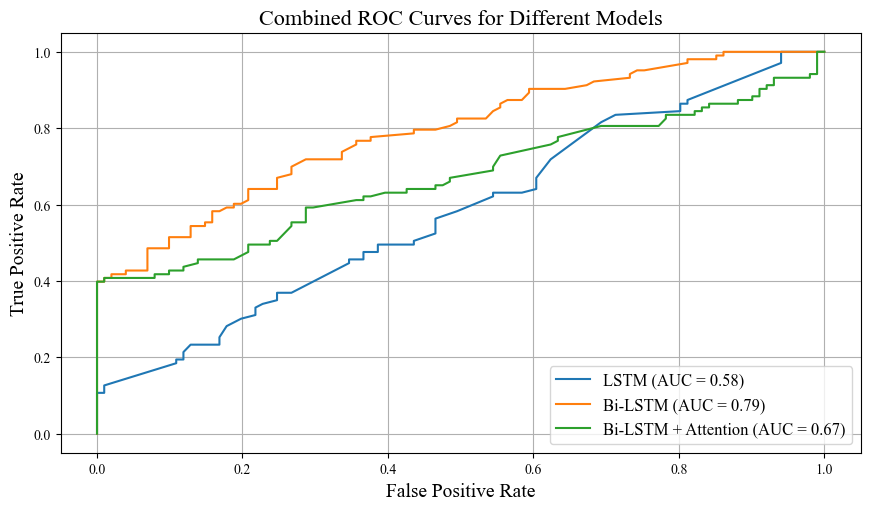 Combined ROC Curves for Different Models
True Positive Rate
1.0
0.8
0.6
0.4
0.2
0.0
0.0 0.2 0.4 0.6 0.8 1.0
False Positive Rate
LSTM (AUC = 0.58)
Bi-LSTM (AUC = 0.79)
Bi-LSTM + Attention (AUC = 0.67)